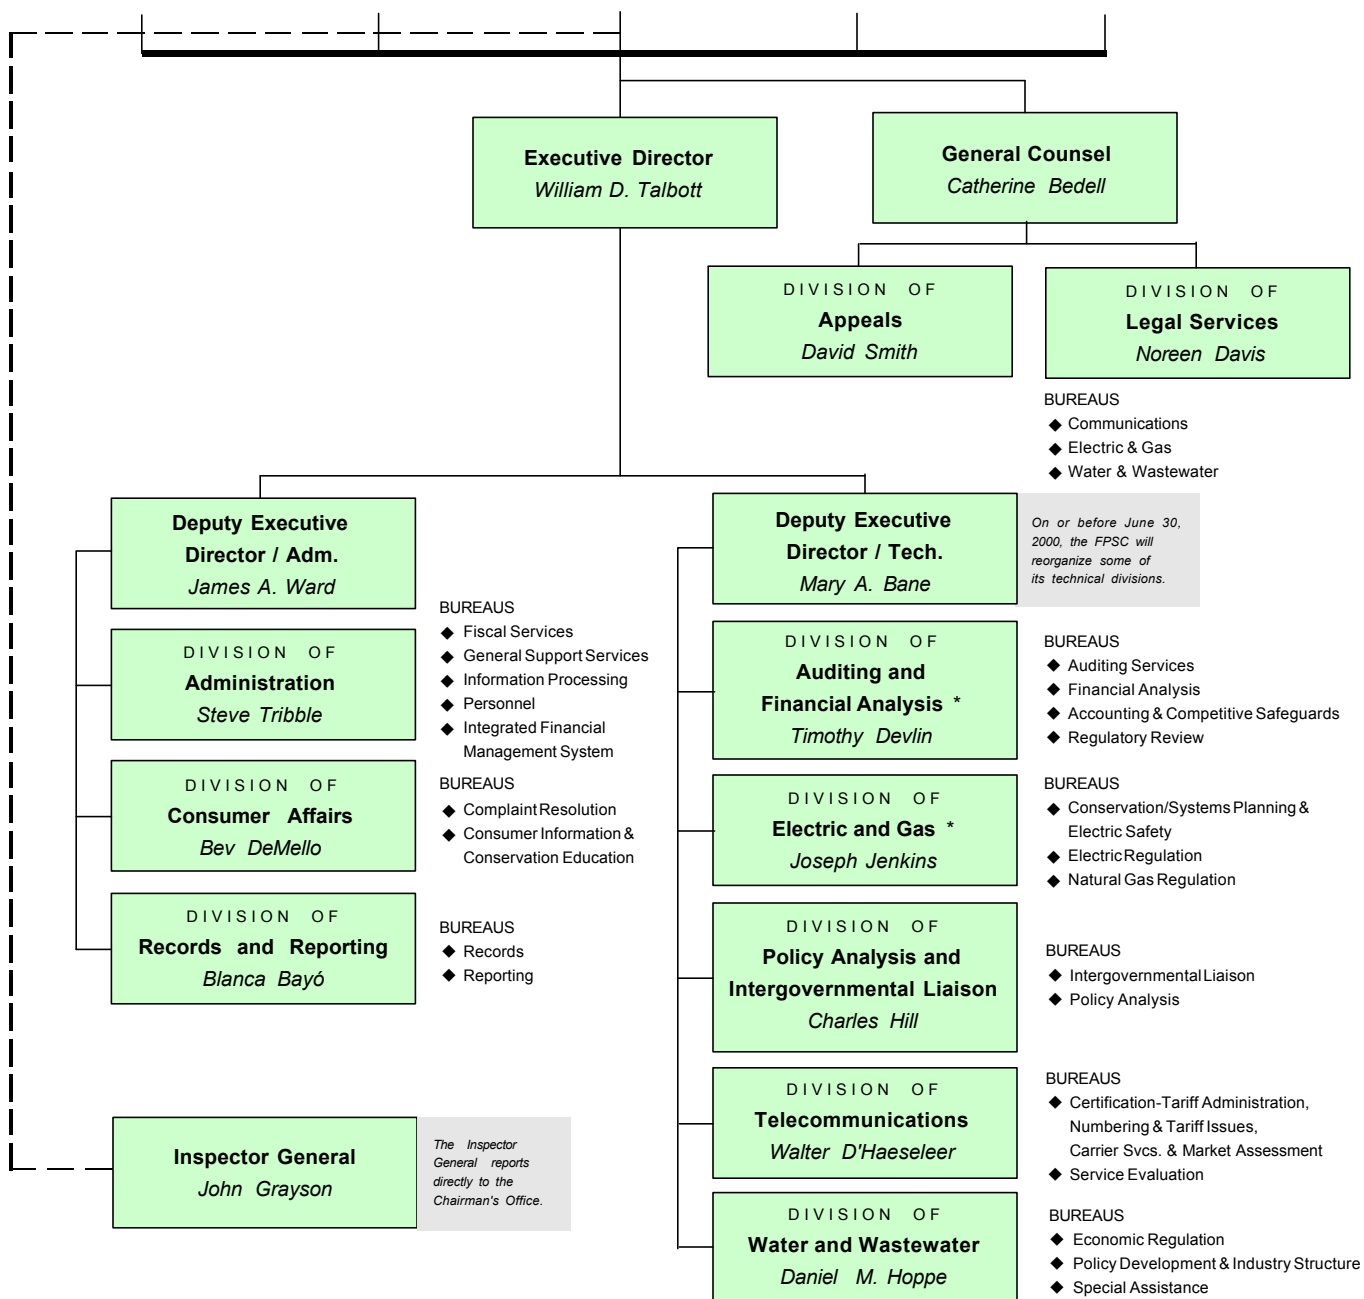 Executive Director
William D. Talbott
General Counsel
Catherine Bedell
DIVISION OF
Appeals
David Smith
DIVISION OF
Legal Services
Noreen Davis
BUREAUS
◆ Communications
◆ Electric & Gas
◆ Water & Wastewater
Deputy Executive
Director / Adm.
James A. Ward
DIVISION OF
Administration
Steve Tribble
BUREAUS
◆ Fiscal Services
◆ General Support Services
◆ Information Processing
◆ Personnel
◆ Integrated Financial
Management System
DIVISION OF
Consumer Affairs
Bev DeMello
BUREAUS
◆ Complaint Resolution
◆ Consumer Information &
Conservation Education
DIVISION OF
Records and Reporting
Blanca Bayó
BUREAUS
◆ Records
◆ Reporting
Inspector General
John Grayson
The Inspector
General reports
directly to the
Chairman's Office.
Deputy Executive
Director / Tech.
Mary A. Bane
On or before June 30,
2000, the FPSC will
reorganize some of
its technical divisions.
DIVISION OF
Auditing and
Financial Analysis *
Timothy Devlin
BUREAUS
◆ Auditing Services
◆ Financial Analysis
◆ Accounting & Competitive Safeguards
◆ Regulatory Review
DIVISION OF
Electric and Gas *
Joseph Jenkins
BUREAUS
◆ Conservation/Systems Planning &
Electric Safety
◆ Electric Regulation
◆ Natural Gas Regulation
DIVISION OF
Policy Analysis and
Intergovernmental Liaison
Charles Hill
BUREAUS
◆ Intergovernmental Liaison
◆ Policy Analysis
DIVISION OF
Telecommunications
Walter D'Haeseleer
BUREAUS
◆ Certification-Tariff Administration,
Numbering & Tariff Issues,
Carrier Svcs. & Market Assessment
◆ Service Evaluation
DIVISION OF
Water and Wastewater
Daniel M. Hoppe
BUREAUS
◆ Economic Regulation
◆ Policy Development & Industry Structure
◆ Special Assistance